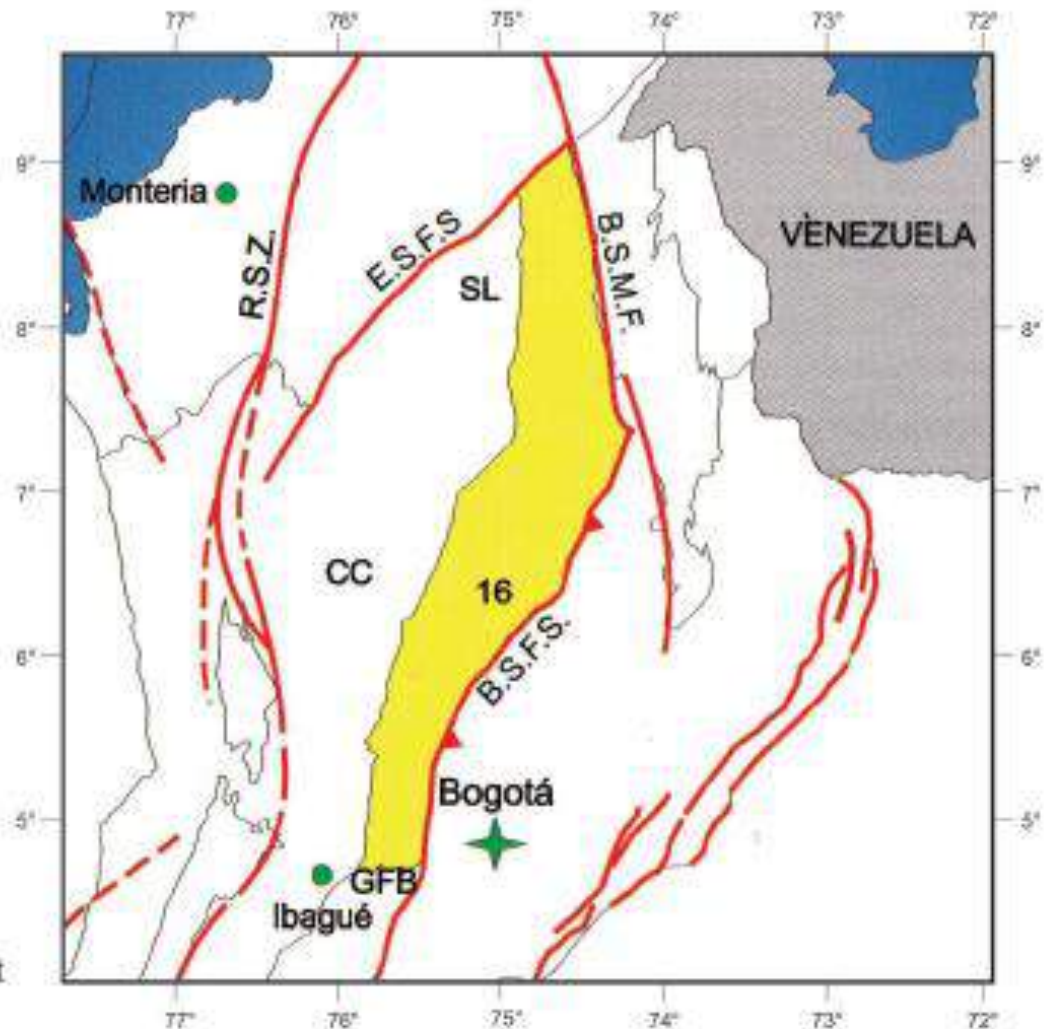 77° 76° 75° 74° 73° 72°
9° 9°
Monteria
R.S.Z.
E.S.F.S
SL
B.S.M.F.
VÈNEZUELA
8° 8°
7° 7°
CC
16
6° 6°
B.S.F.S.
Bogotá
5° 5°
GFB
Ibagué
t
77° 76° 75° 74° 73° 72°